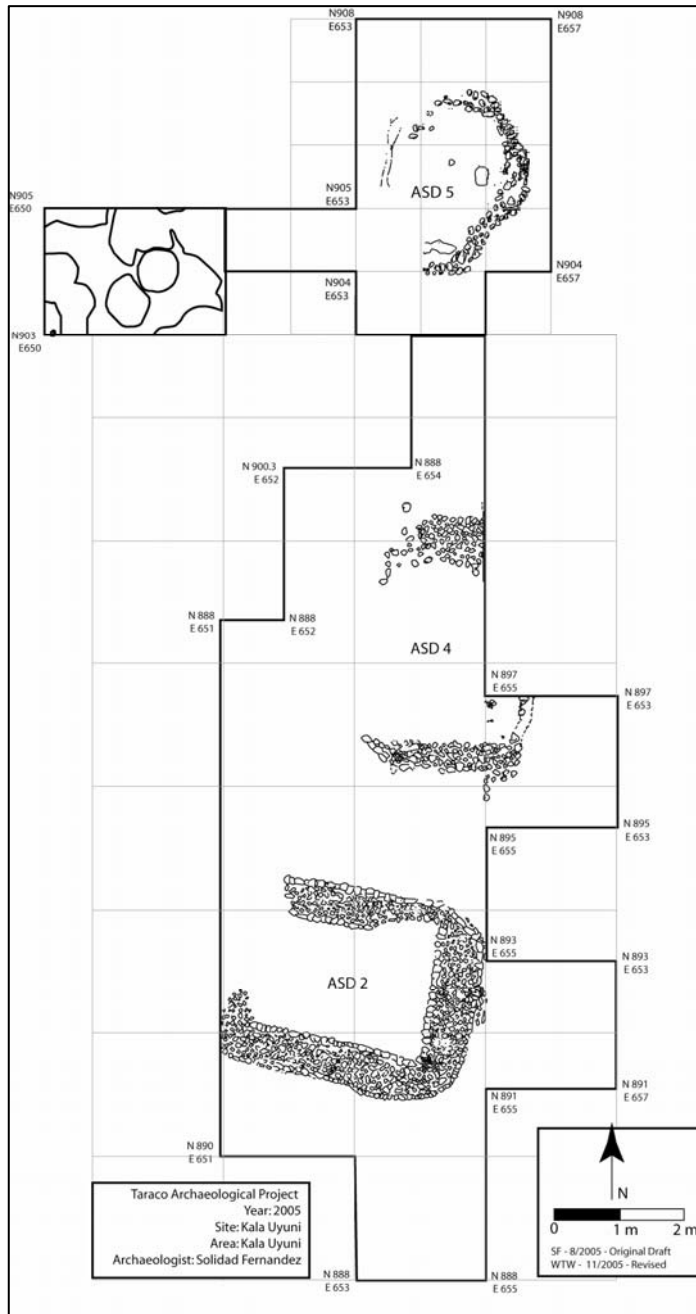 N908
E653
N908
E657
ASD 5
N905
E650
N905
E653
N904
E653
N904
E657
N903
E650
N 900.3
E 652
N 888
E 654
N 888
E 651
N 888
E 652
ASD 4
N 897
E 655
N 897
E 653
N 895
E 655
N 895
E 653
N 893
E 655
N 893
E 653
ASD 2
N 891
E 655
N 891
E 657
N 890
E 651
Taraco Archaeological Project
Year: 2005
Site: Kala Uyuni
Area: Kala Uyuni
Archaeologist: Solidad Fernandez
N
0 1 m 2 m
SF - 8/2005 - Original Draft
WTW - 11/2005 - Revised
N 888
E 653
N 888
E 655